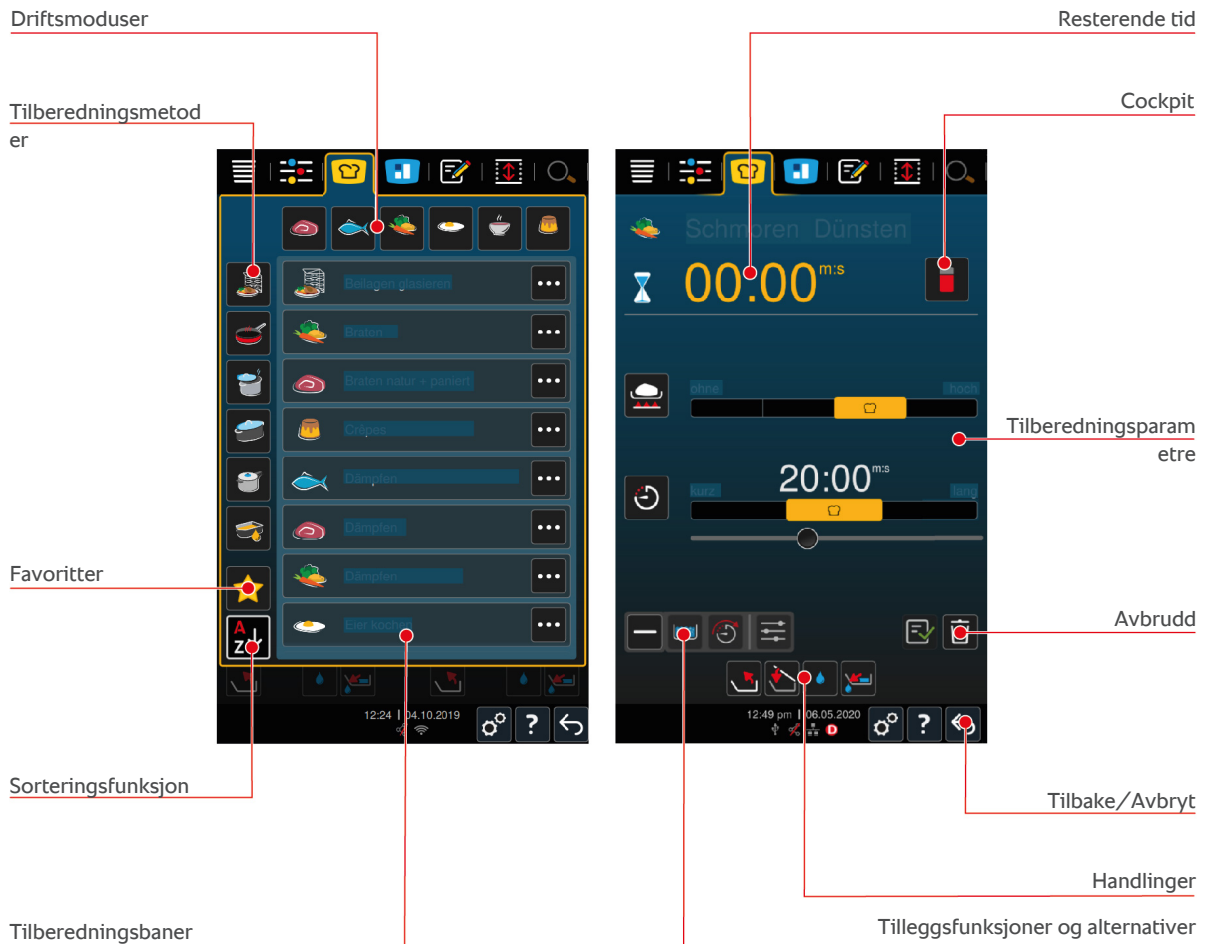 Driftsmoduser
Resterende tid
Cockpit
Tilberedningsmetod
er
Schmoren Dünsten
00:00 m:s
Beilagen glasieren
Braten
Braten natur + paniert
Crêpes
Dämpfen
Dämpfen
Dämpfen
Eier kochen
ohne
hoch
Tilberedningsparam
etre
20:00 m:s
kurz
lang
Favoritter
A
Z
Avbrudd
12:24 | 04.10.2019
?
12:49 pm | 06.05.2020
D
?
Sorteringsfunksjon
Tilbake/Avbryt
Handlinger
Tilberedningsbaner
Tilleggsfunksjoner og alternativer